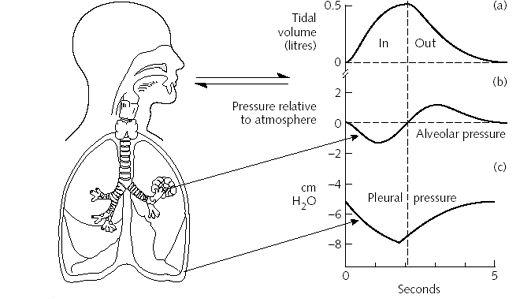 Tidal
volume
(litres)
0.5
0
In
Out
(a)
Pressure relative
to atmosphere
2
0
−2
(b)
Alveolar pressure
cm
H₂O
−4
−6
−8
(c)
Pleural pressure
0
5
Seconds
5